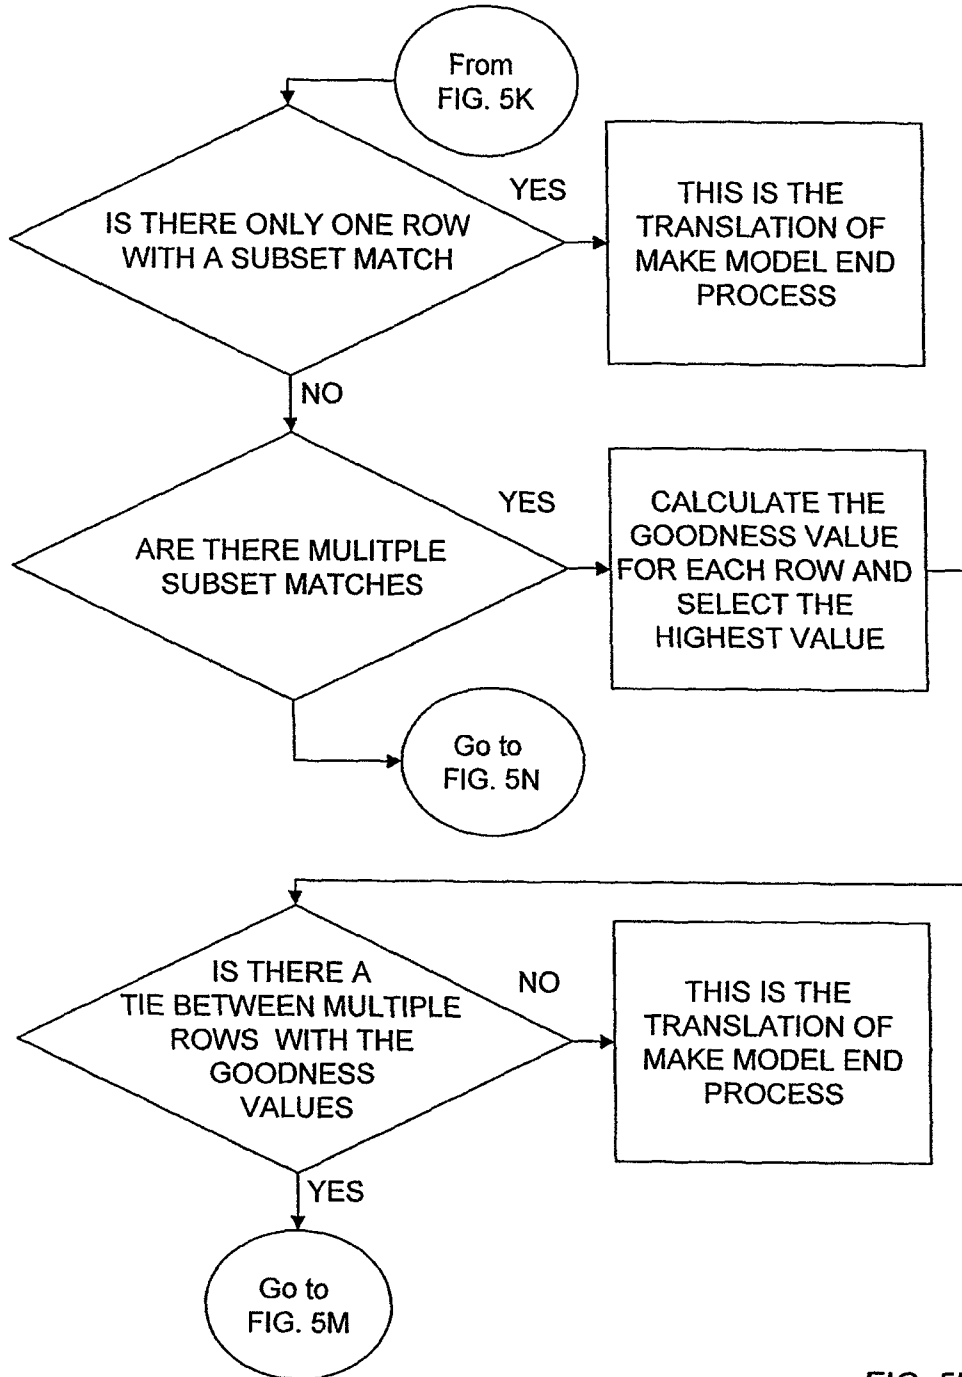 From
FIG. 5K
IS THERE ONLY ONE ROW
WITH A SUBSET MATCH
YES
THIS IS THE
TRANSLATION OF
MAKE MODEL END
PROCESS
NO
ARE THERE MULITPLE
SUBSET MATCHES
YES
CALCULATE THE
GOODNESS VALUE
FOR EACH ROW AND
SELECT THE
HIGHEST VALUE
Go to
FIG. 5N
IS THERE A
TIE BETWEEN MULTIPLE
ROWS WITH THE
GOODNESS
VALUES
NO
THIS IS THE
TRANSLATION OF
MAKE MODEL END
PROCESS
YES
Go to
FIG. 5M
FIG.